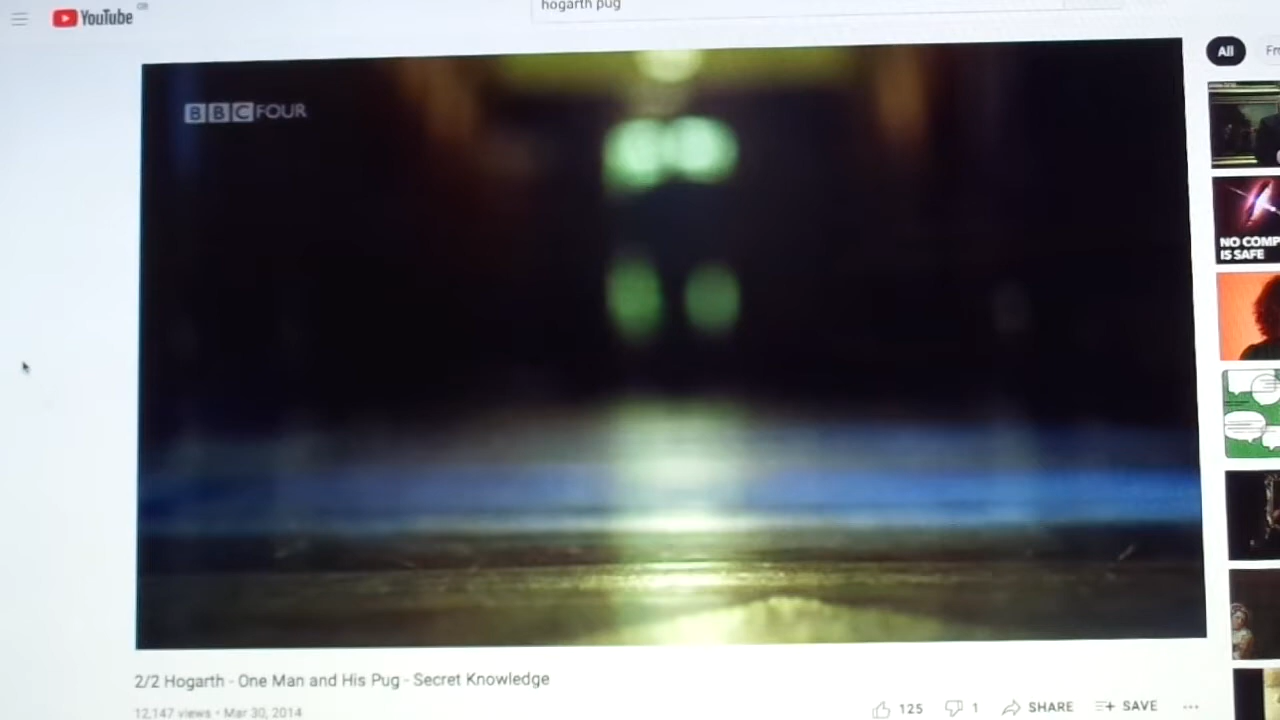 YouTube GB
hogarth pug
All
BBC FOUR
NO COMP
IS SAFE
2/2 Hogarth - One Man and His Pug - Secret Knowledge
12,147 views • Mar 30, 2014
125
1
SHARE
SAVE